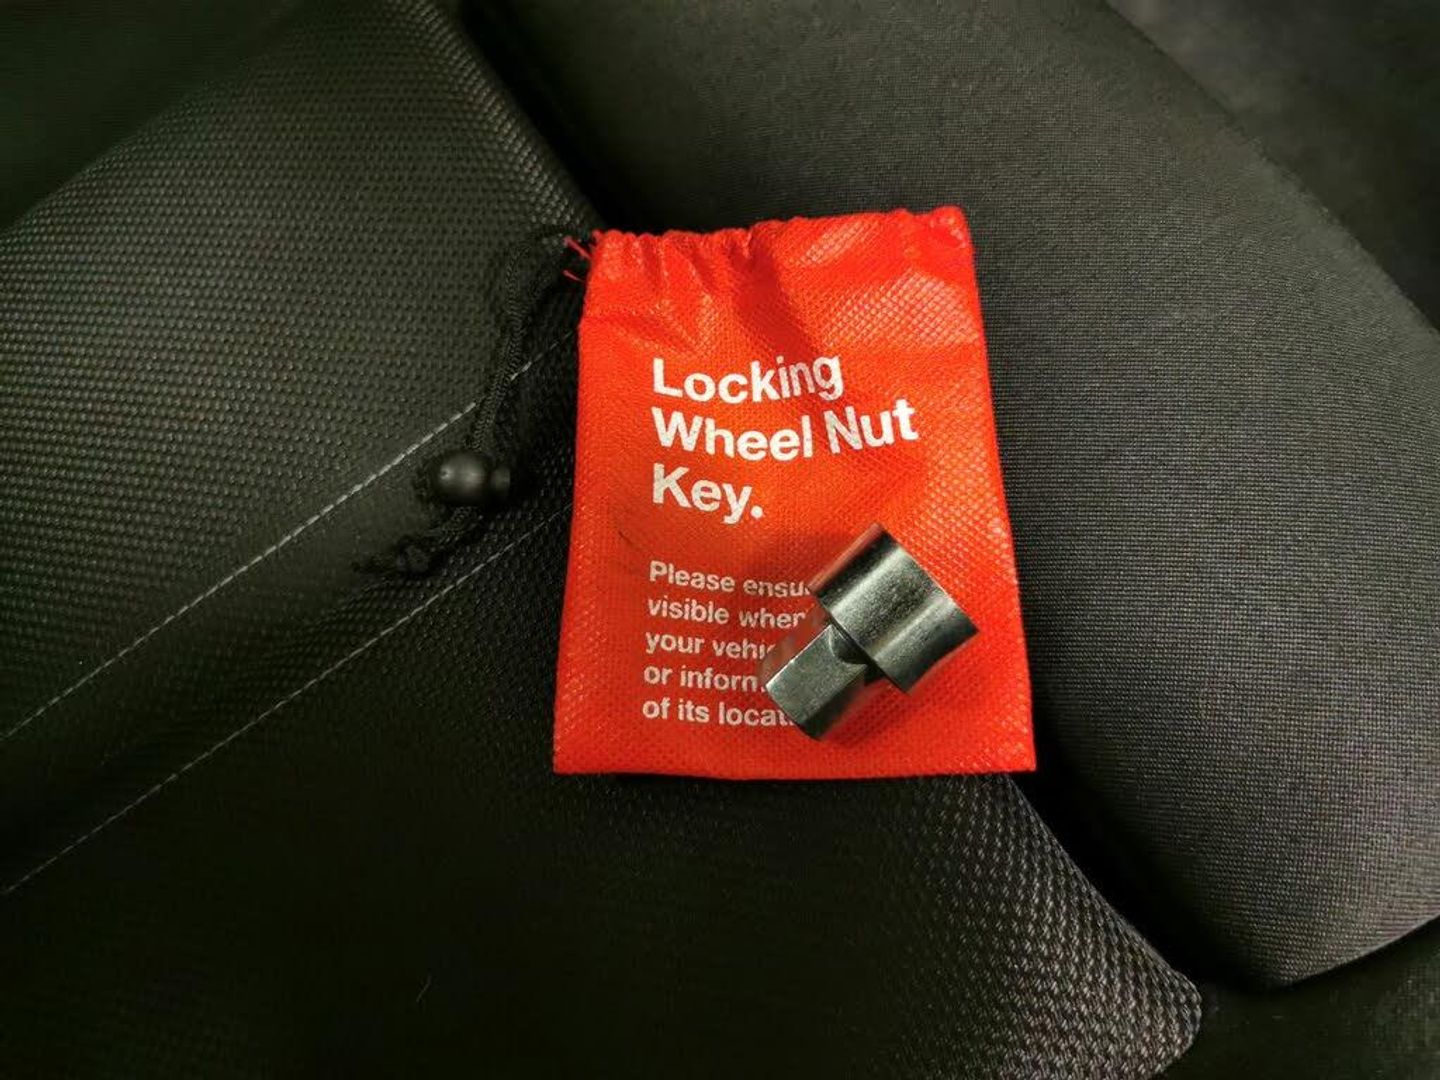 Locking
Wheel Nut
Key.
Please
visible
your
or
of its